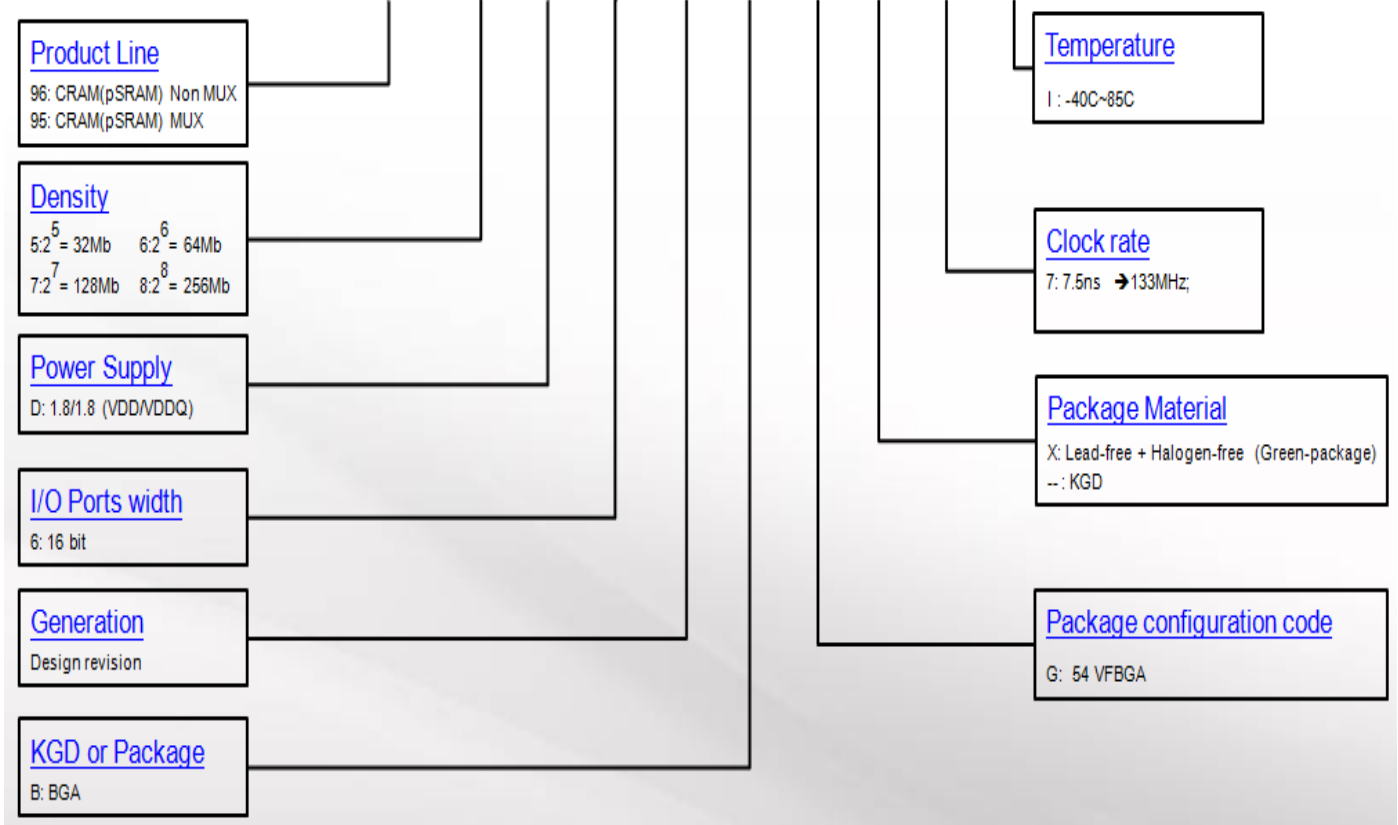 Product Line
96: CRAM(pSRAM) Non MUX
95: CRAM(pSRAM) MUX
Density
5:2^5= 32Mb 6:2^6= 64Mb
7:2^7= 128Mb 8:2^8= 256Mb
Power Supply
D: 1.8/1.8 (VDD/VDDQ)
I/O Ports width
6: 16 bit
Generation
Design revision
KGD or Package
B: BGA
Temperature
I : -40C~85C
Clock rate
7: 7.5ns ➔133MHz;
Package Material
X: Lead-free + Halogen-free (Green-package)
-- : KGD
Package configuration code
G: 54 VFBGA